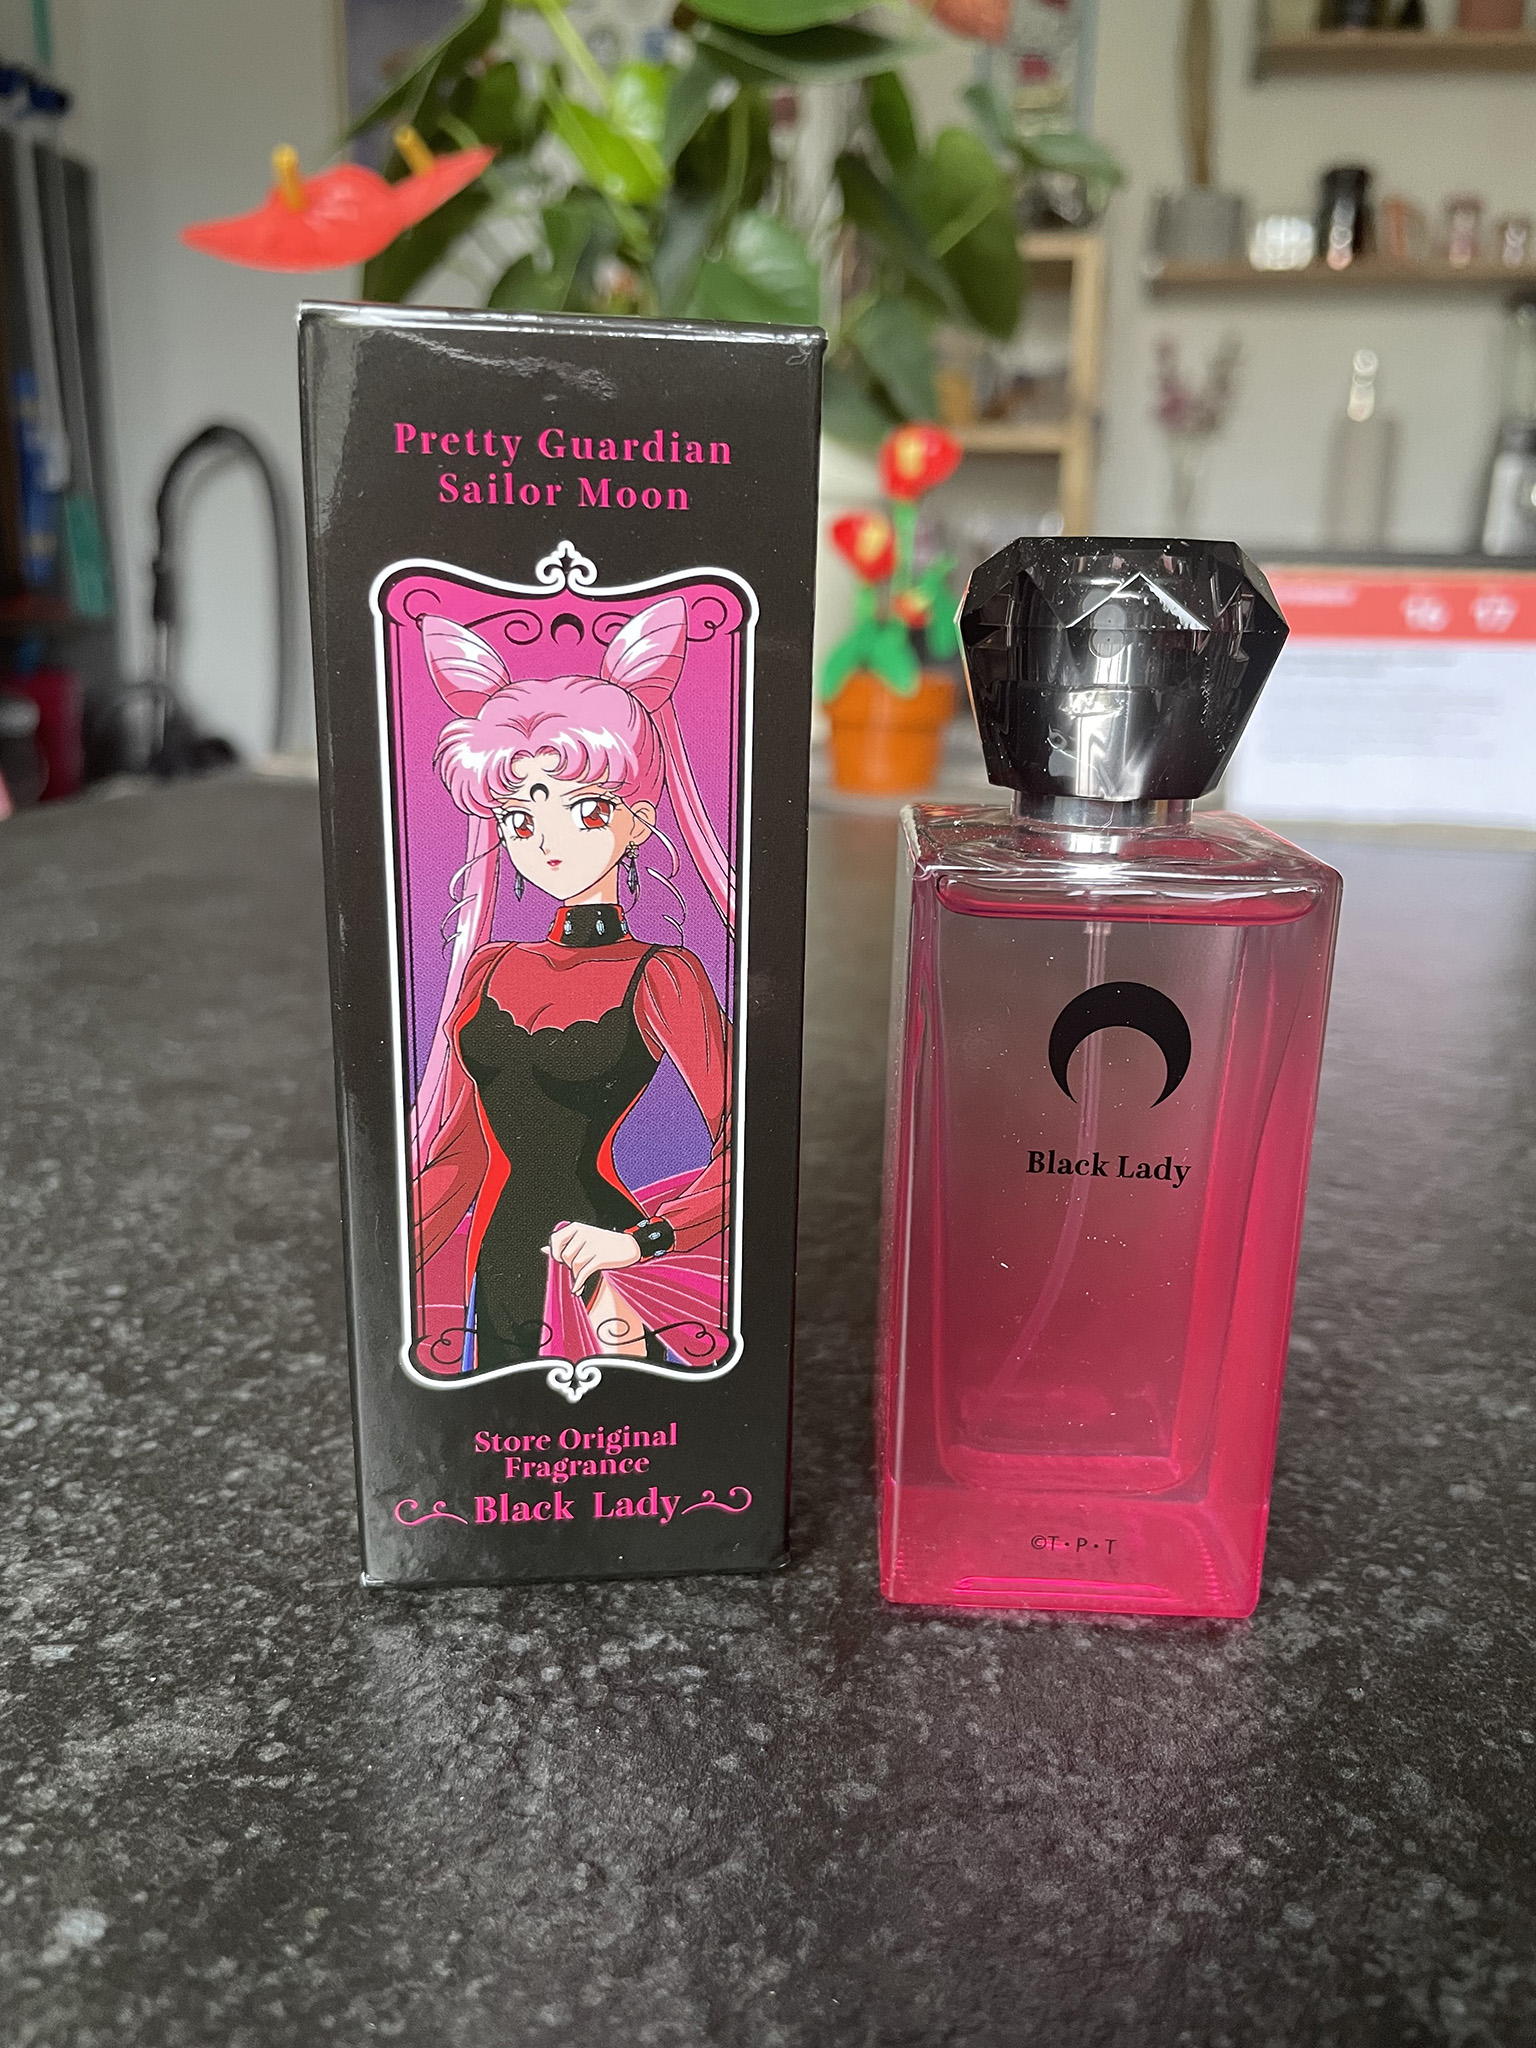 Pretty Guardian
Sailor Moon
Store Original
Fragrance
Black Lady
Black Lady
©T・P・T